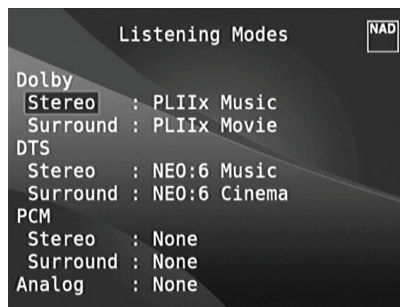 Listening Modes
NAD
Dolby
Stereo : PLIIx Music
Surround : PLIIx Movie
DTS
Stereo : NEO:6 Music
Surround : NEO:6 Cinema
PCM
Stereo : None
Surround : None
Analog : None